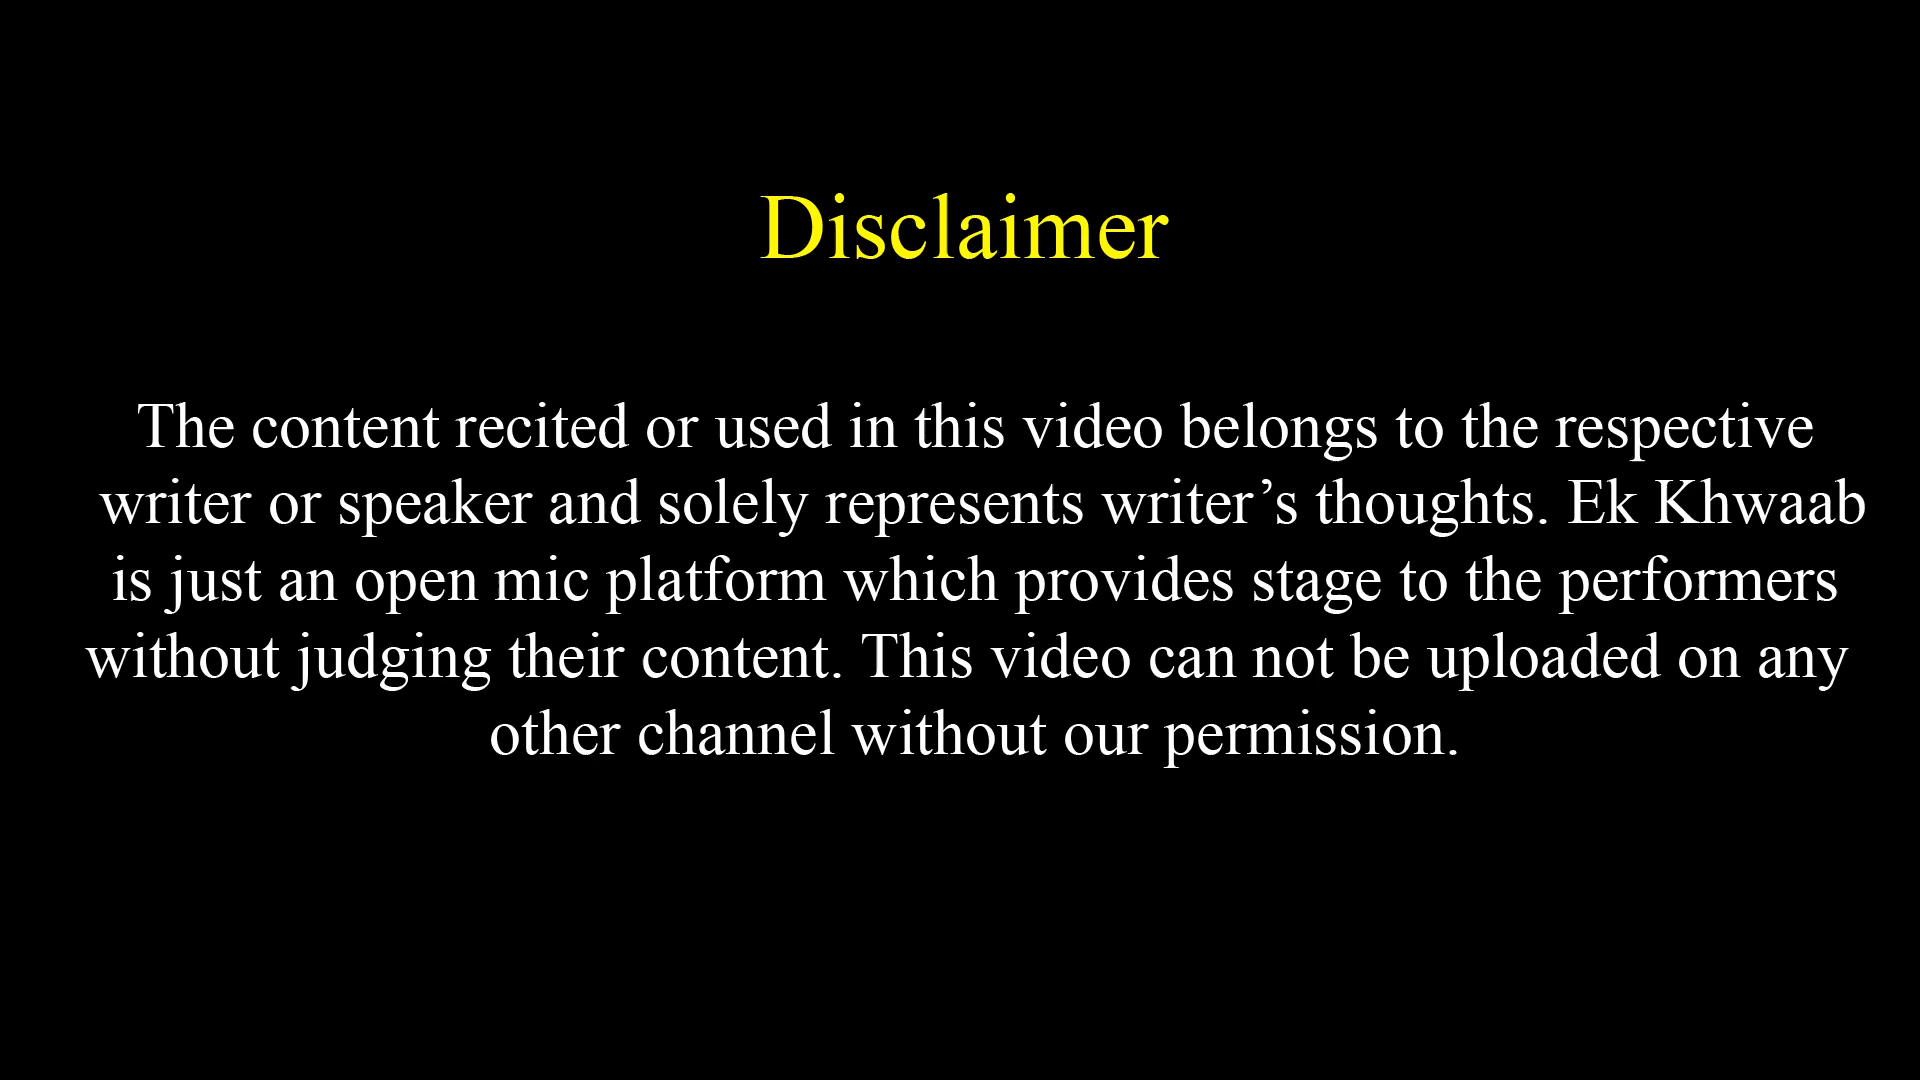 Disclaimer
The content recited or used in this video belongs to the respective
writer or speaker and solely represents writer’s thoughts. Ek Khwaab
is just an open mic platform which provides stage to the performers
without judging their content. This video can not be uploaded on any
other channel without our permission.